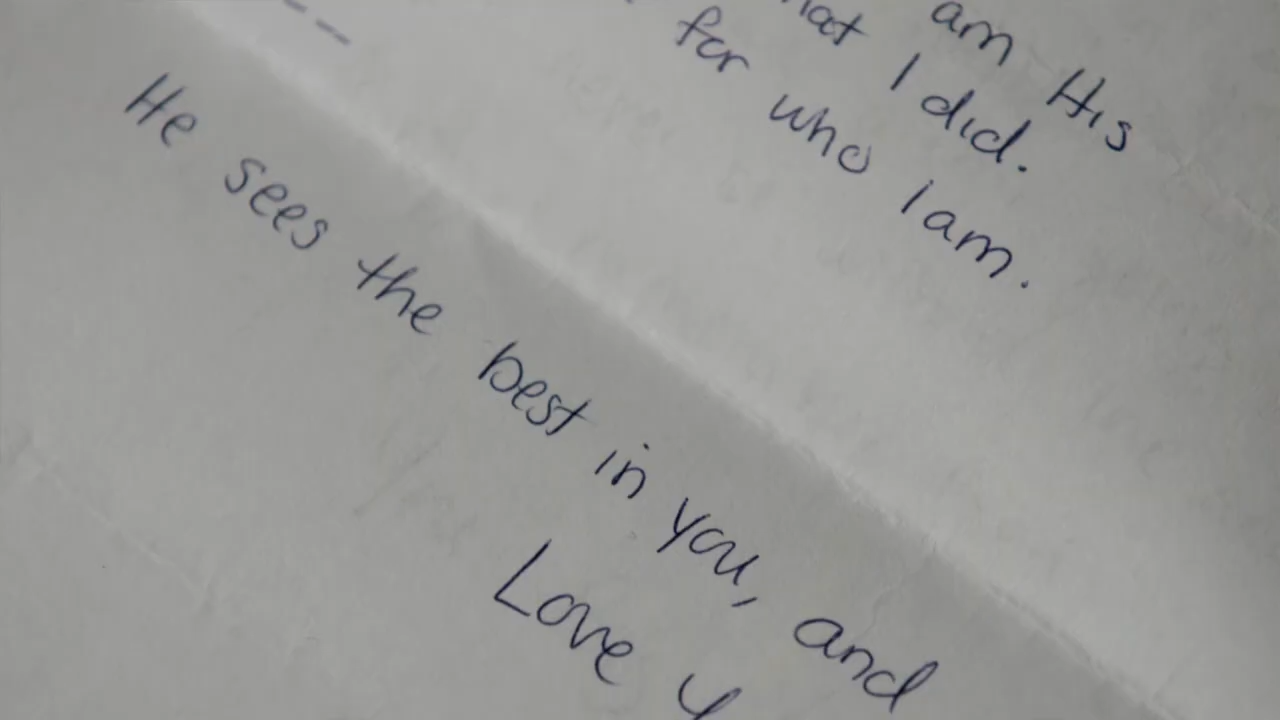 am His
I did.
for who I am.
He sees the best in you, and
Love